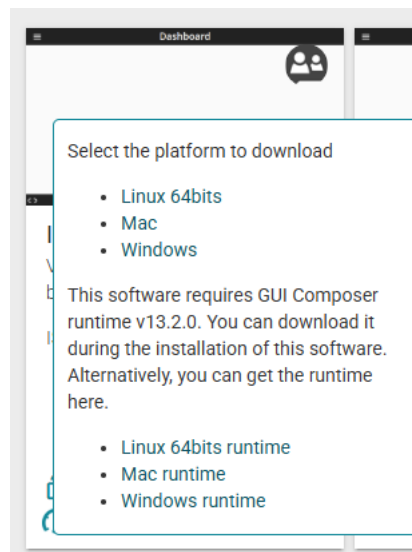 Dashboard
Select the platform to download
Linux 64bits
Mac
Windows
This software requires GUI Composer
runtime v13.2.0. You can download it
during the installation of this software.
Alternatively, you can get the runtime
here.
Linux 64bits runtime
Mac runtime
Windows runtime